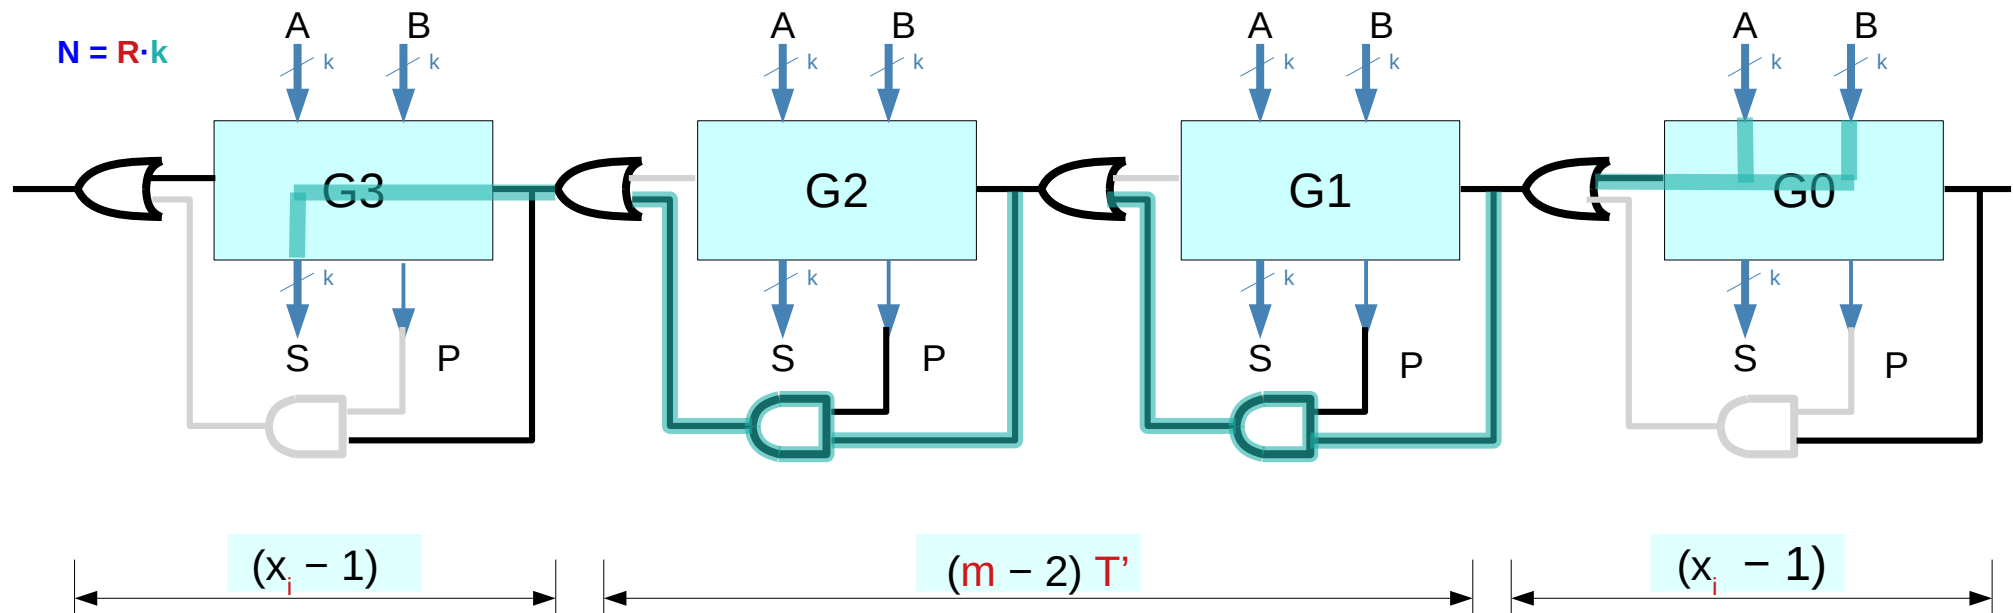 A B A B A B A B
N = R·k
k k k k k k k k
G3 G2 G1 G0
k k k k
S P S P S P S P
(xi − 1) (m − 2) T’ (xi − 1)